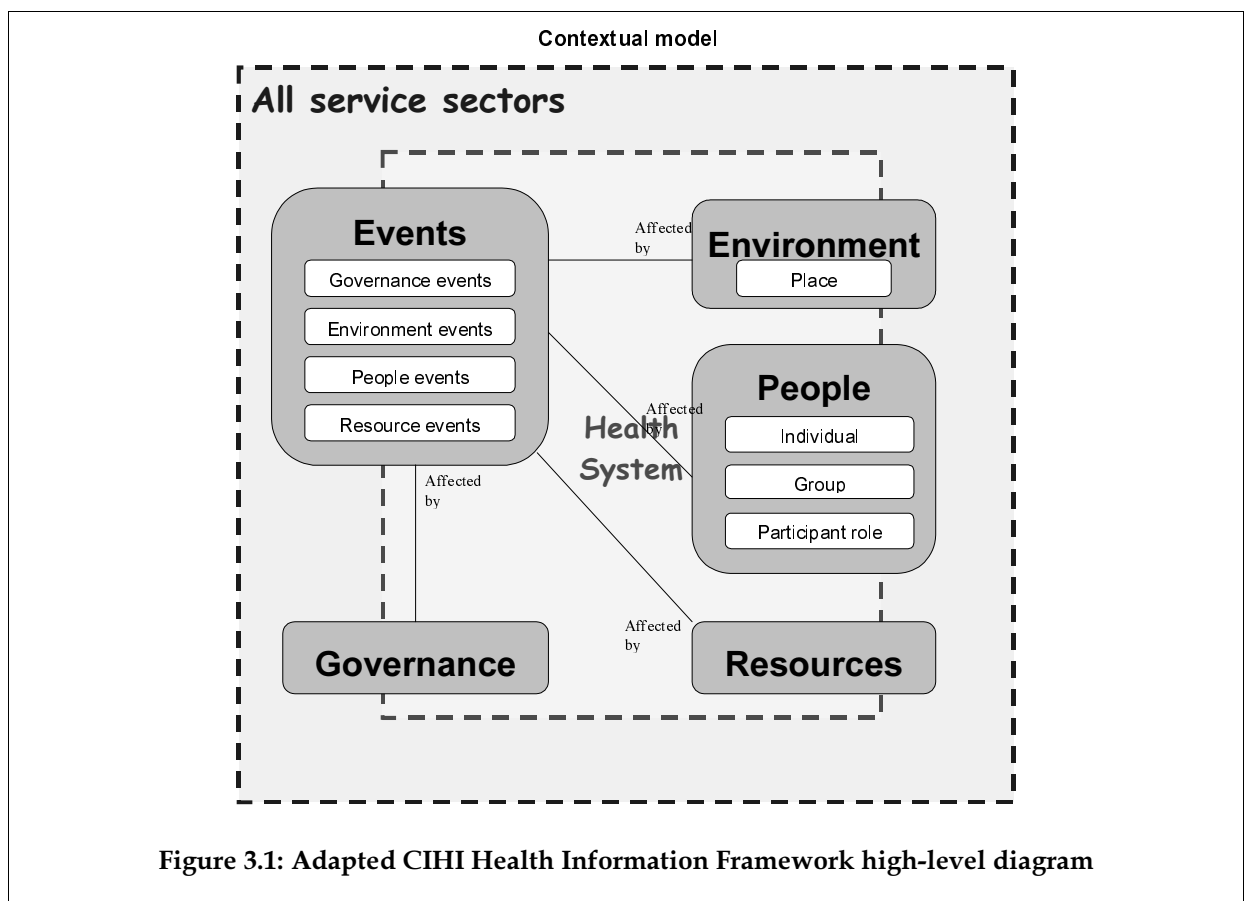 Contextual model
All service sectors
Events
Governance events
Environment events
People events
Resource events
Affected
by
Environment
Place
Affected
by
People
Individual
Group
Participant role
Health
System
Affected
by
Affected
by
Governance
Resources
Figure 3.1: Adapted CIHI Health Information Framework high-level diagram